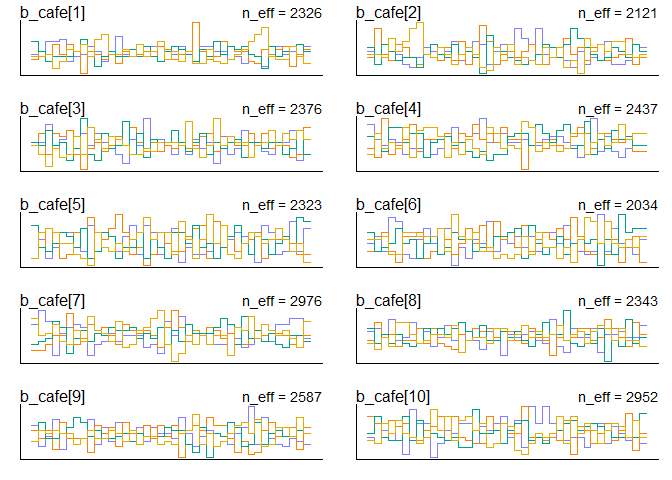 b_cafe[1] n_eff = 2326 b_cafe[2] n_eff = 2121
b_cafe[3] n_eff = 2376 b_cafe[4] n_eff = 2437
b_cafe[5] n_eff = 2323 b_cafe[6] n_eff = 2034
b_cafe[7] n_eff = 2976 b_cafe[8] n_eff = 2343
b_cafe[9] n_eff = 2587 b_cafe[10] n_eff = 2952